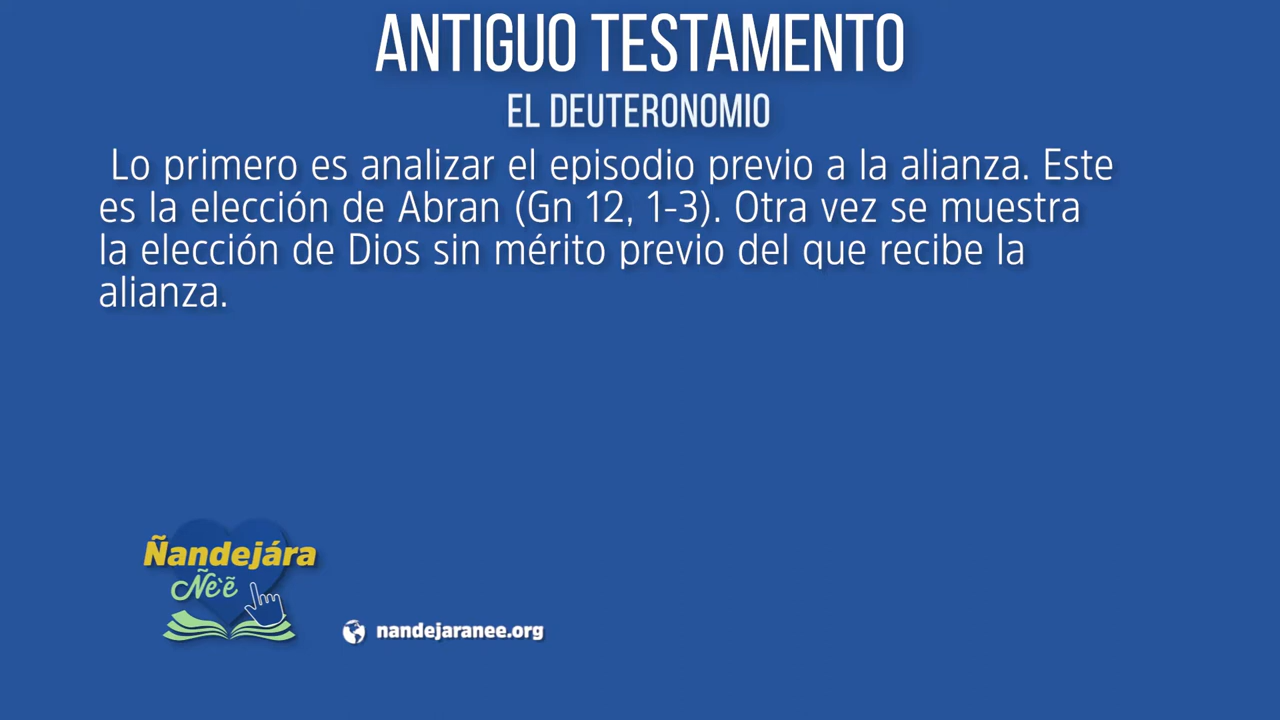 ANTIGUO TESTAMENTO
EL DEUTERONOMIO
Lo primero es analizar el episodio previo a la alianza. Este
es la elección de Abran (Gn 12, 1-3). Otra vez se muestra
la elección de Dios sin mérito previo del que recibe la
alianza.
Ñandejára
Ñe'ẽ
nandejaranee.org